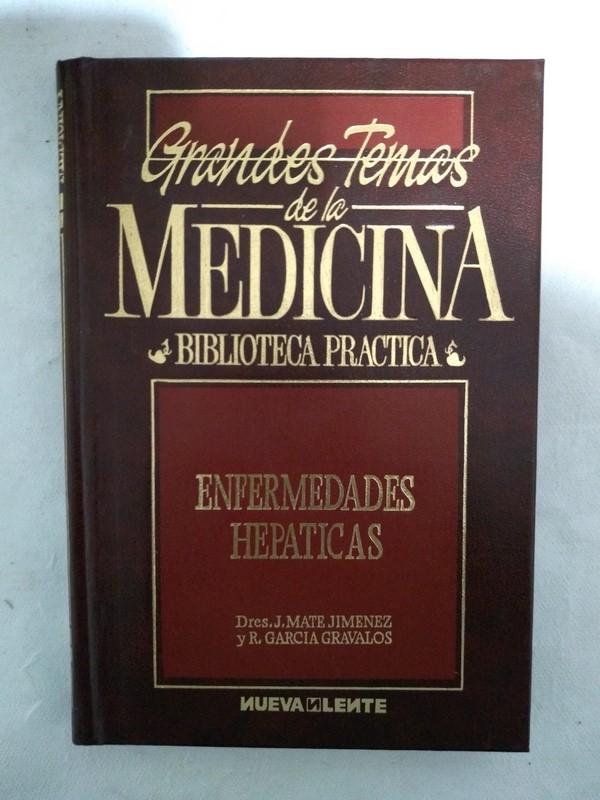 Grandes Temas
de la
MEDICINA
BIBLIOTECA PRACTICA
ENFERMEDADES
HEPATICAS
Dres. J. MATE JIMENEZ
y R. GARCIA GRAVALOS
NUEVA LENTE